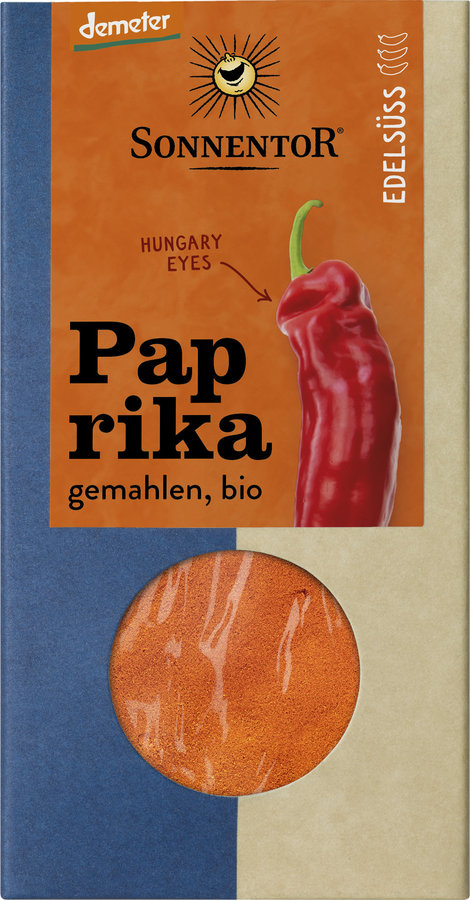 demeter
SONNENTOR®
EDELSÜSS
HUNGARY
EYES
Pap
rika
gemahlen, bio